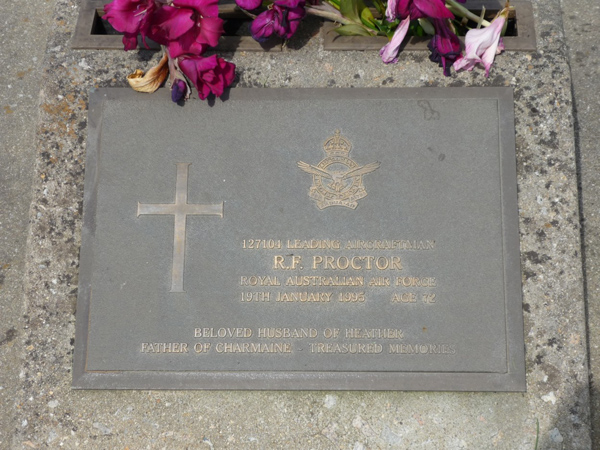 127101 LEADING AIRCRAFTMAN
R.F. PROCTOR
ROYAL AUSTRALIAN AIR FORCE
19TH JANUARY 1995 AGE 72
BELOVED HUSBAND OF HEATHER
FATHER OF CHARMAINE - TREASURED MEMORIES